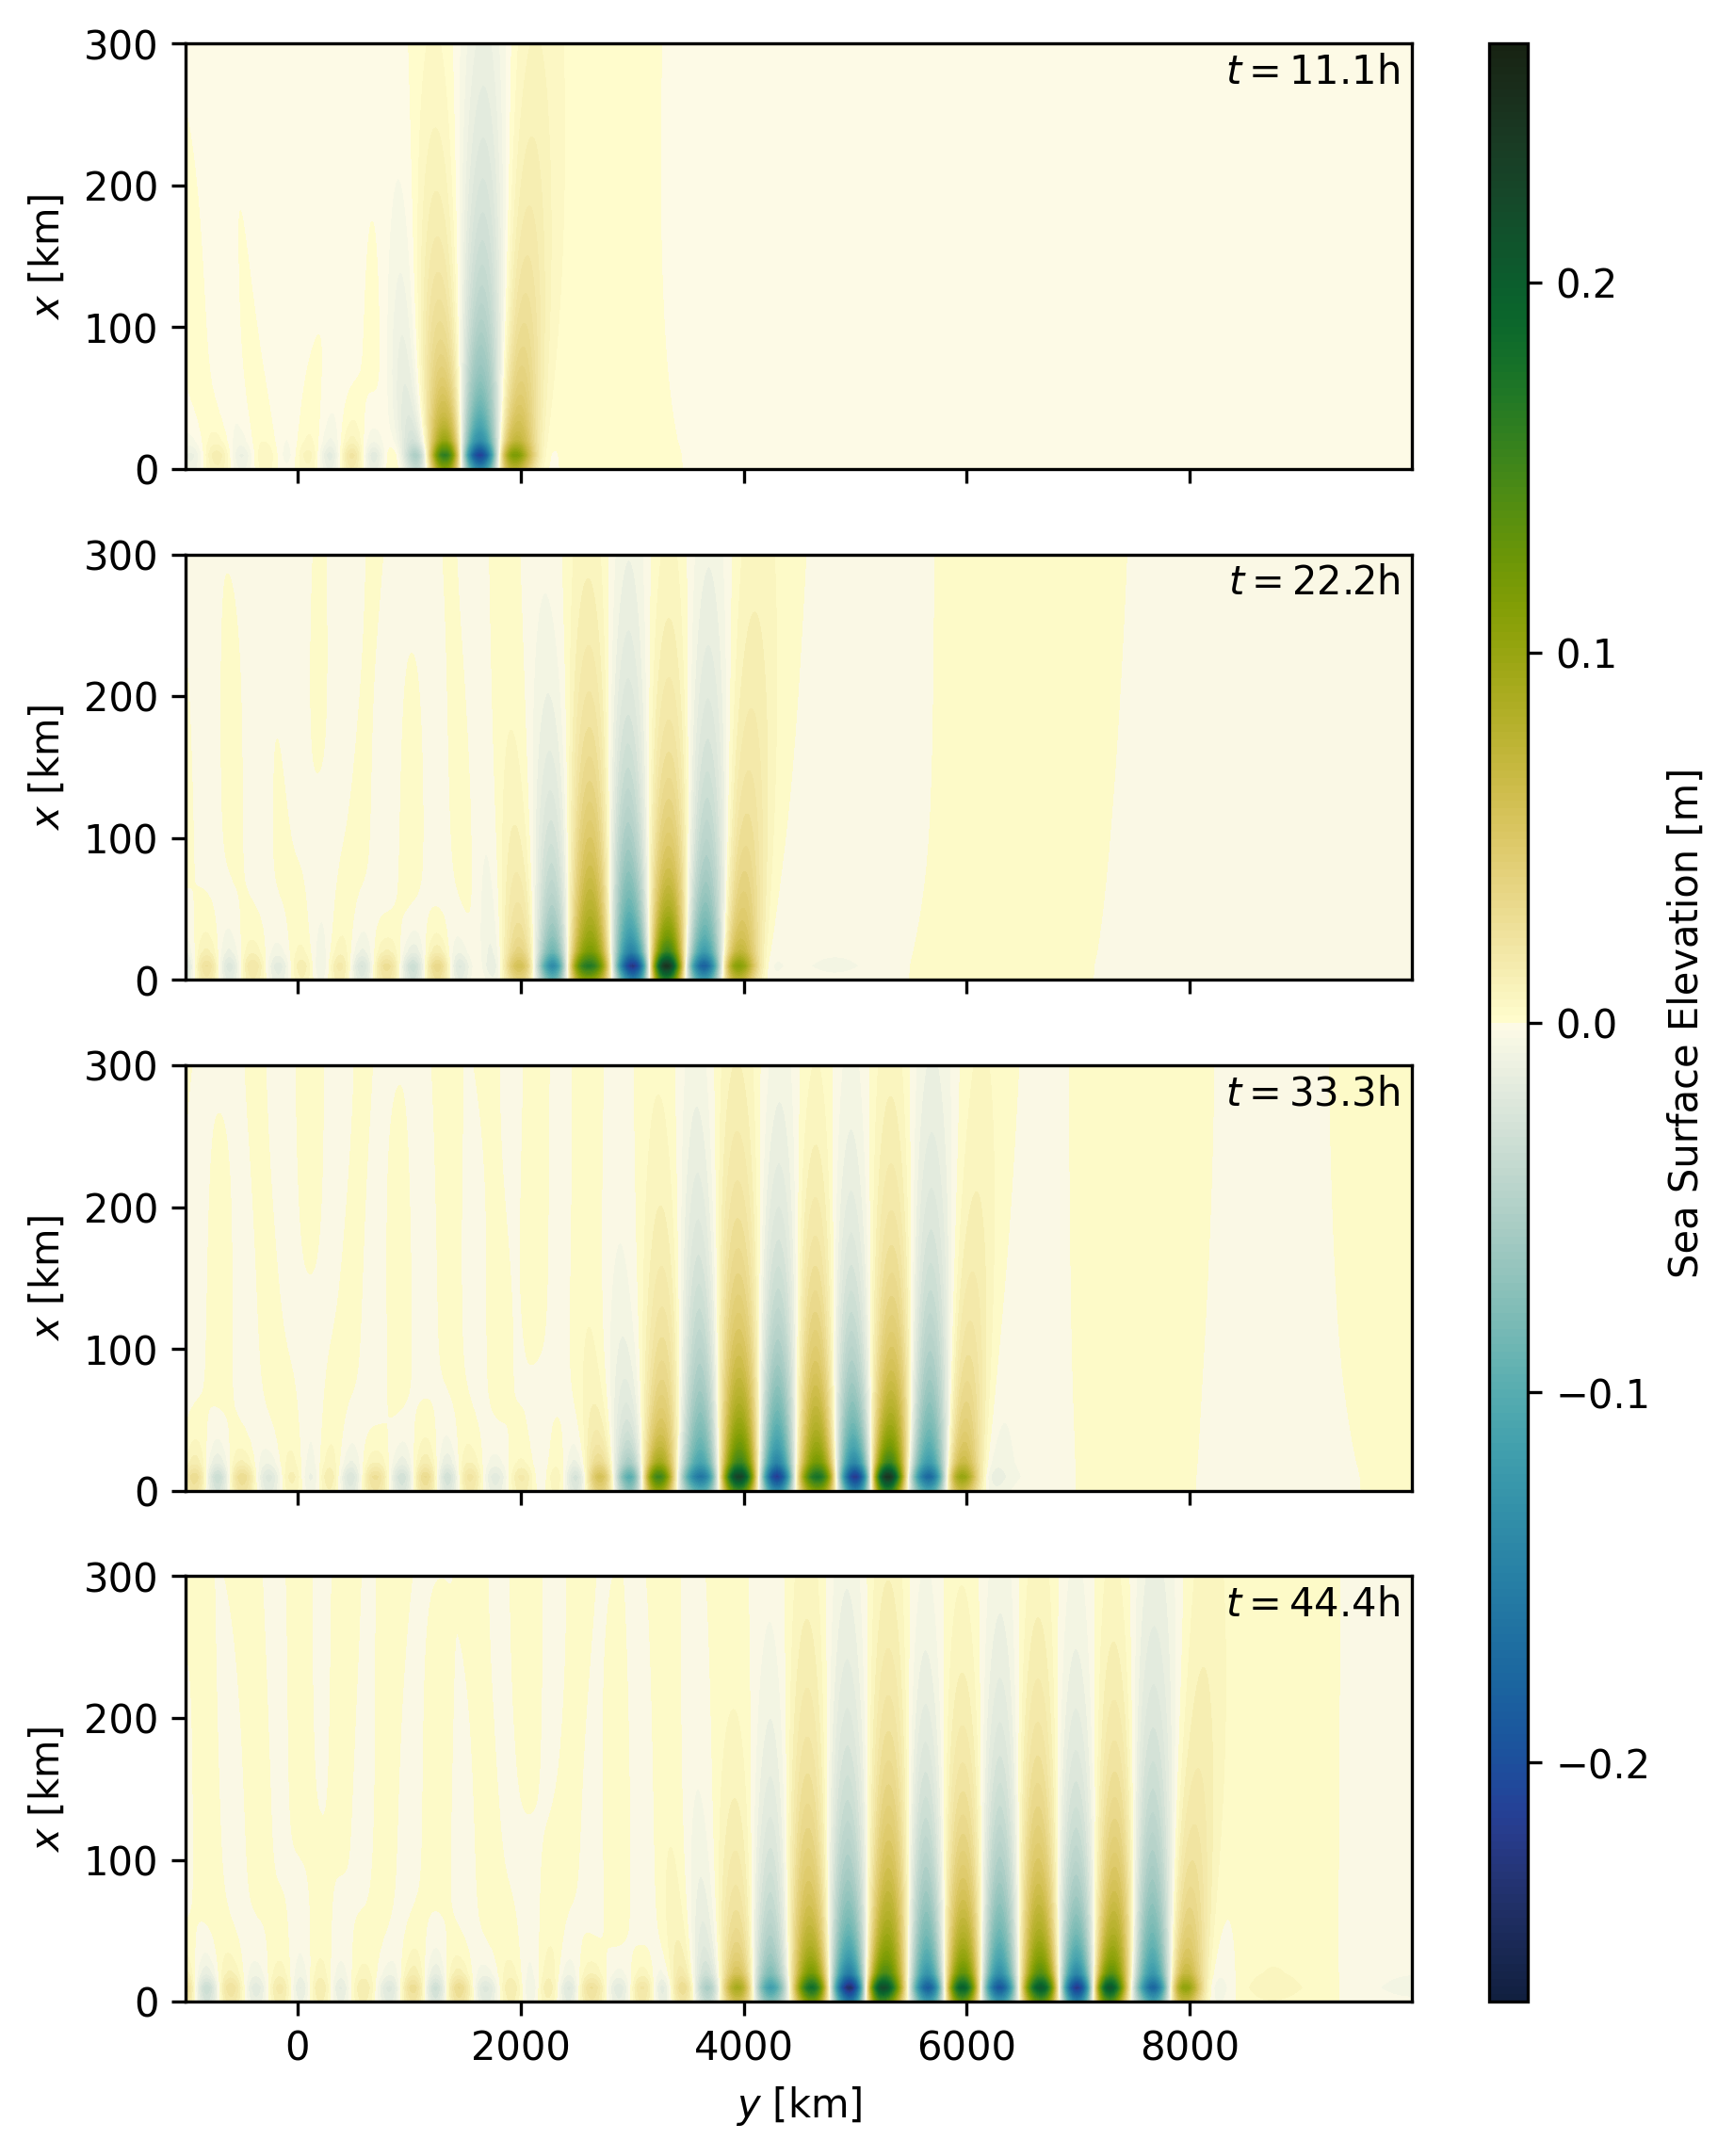 300
200
100
0
x [km]
t = 11.1h
300
200
100
0
x [km]
t = 22.2h
300
200
100
0
x [km]
t = 33.3h
300
200
100
0
x [km]
t = 44.4h
0 2000 4000 6000 8000
y [km]
0.2
0.1
0.0
−0.1
−0.2
Sea Surface Elevation [m]